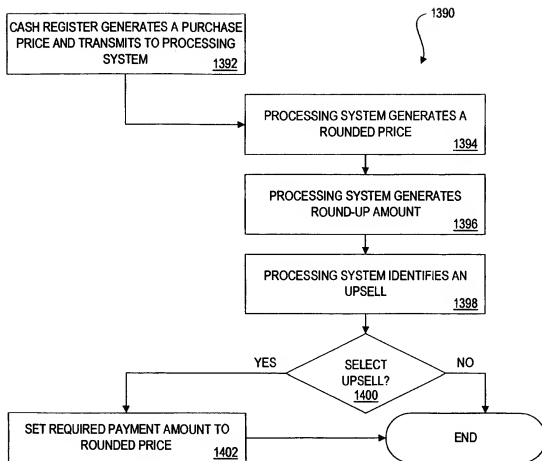 1390
CASH REGISTER GENERATES A PURCHASE
PRICE AND TRANSMITS TO PROCESSING
SYSTEM
1392
PROCESSING SYSTEM GENERATES A
ROUNDED PRICE
1394
PROCESSING SYSTEM GENERATES
ROUND-UP AMOUNT
1396
PROCESSING SYSTEM IDENTIFIES AN
UPSELL
1398
YES
SELECT
UPSELL?
1400
NO
SET REQUIRED PAYMENT AMOUNT TO
ROUNDED PRICE
1402
END